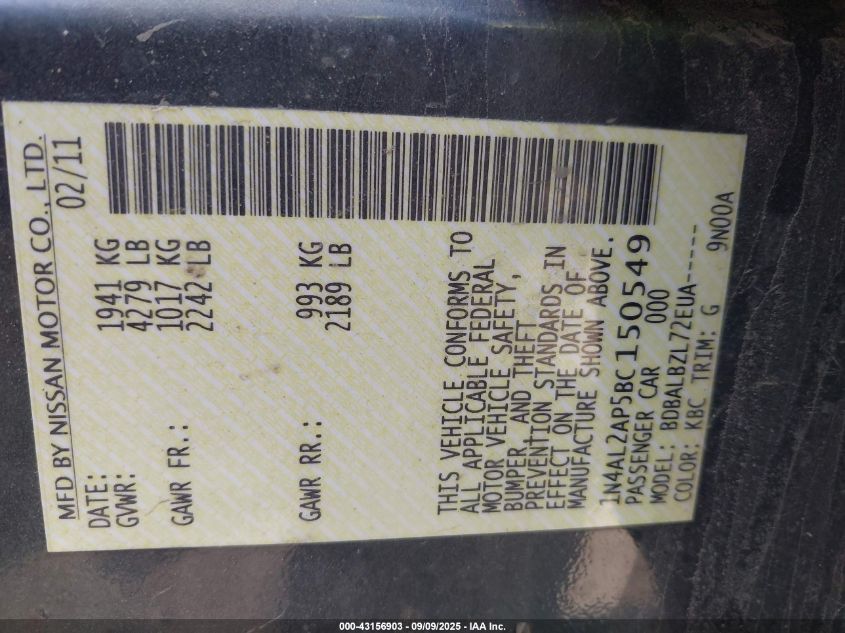 MFD BY NISSAN MOTOR CO., LTD.
DATE: 02/11
GVWR: 1941 KG
4279 LB
GAWR FR.: 1017 KG
2242 LB
GAWR RR.: 993 KG
2189 LB
THIS VEHICLE CONFORMS TO
ALL APPLICABLE FEDERAL
MOTOR VEHICLE SAFETY,
BUMPER, AND THEFT
PREVENTION STANDARDS IN
EFFECT ON THE DATE OF
MANUFACTURE SHOWN ABOVE.
1N4AL2AP5BC150549
PASSENGER CAR 000
MODEL: BDBALBZL72EUA-----
COLOR: KBC TRIM: G 9N00A
000-43156903 - 09/09/2025 - IAA Inc.